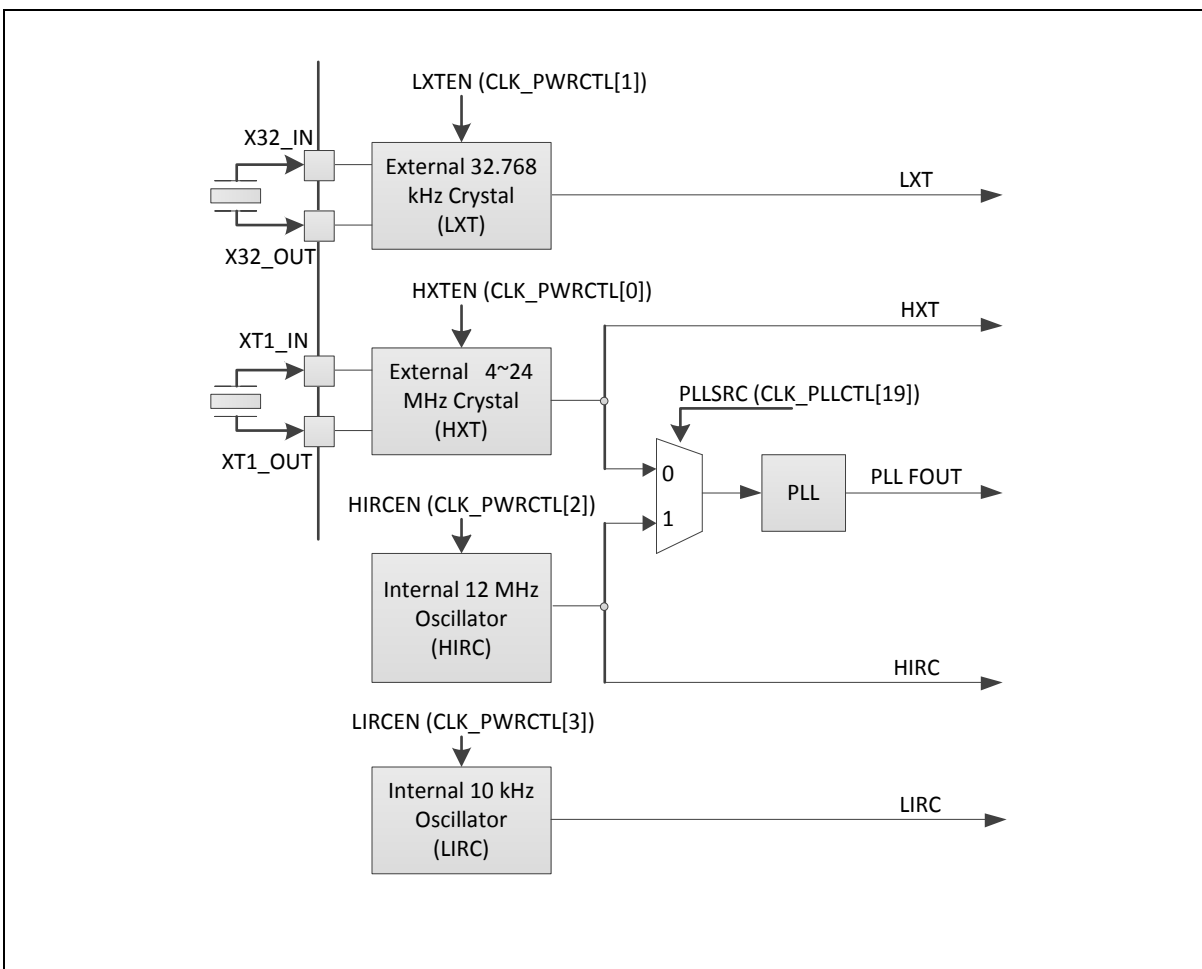 LXTEN (CLK_PWRCTL[1])
X32_IN
External 32.768
kHz Crystal
(LXT)
LXT
X32_OUT
HXTEN (CLK_PWRCTL[0])
HXT
XT1_IN
External 4~24
MHz Crystal
(HXT)
PLLSRC (CLK_PLLCTL[19])
XT1_OUT
0
1
PLL
PLL FOUT
HIRCEN (CLK_PWRCTL[2])
Internal 12 MHz
Oscillator
(HIRC)
HIRC
LIRCEN (CLK_PWRCTL[3])
Internal 10 kHz
Oscillator
(LIRC)
LIRC